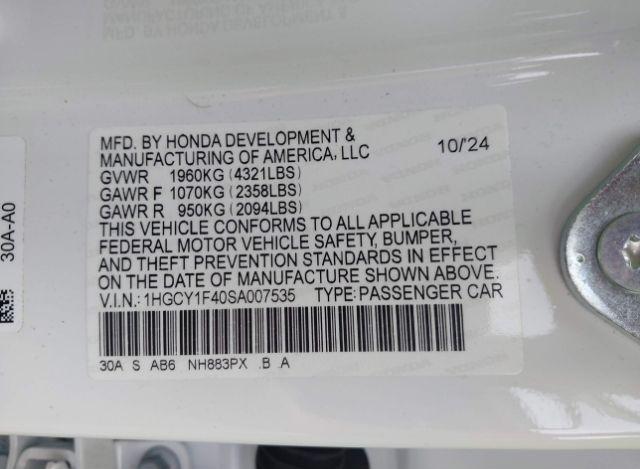 MFD. BY HONDA DEVELOPMENT &
MANUFACTURING OF AMERICA, LLC 10/24
GVWR 1960KG (4321LBS)
GAWR F 1070KG (2358LBS)
GAWR R 950KG (2094LBS)
THIS VEHICLE CONFORMS TO ALL APPLICABLE
FEDERAL MOTOR VEHICLE SAFETY, BUMPER,
AND THEFT PREVENTION STANDARDS IN EFFECT
ON THE DATE OF MANUFACTURE SHOWN ABOVE.
V.I.N.: 1HGCY1F40SA007535 TYPE: PASSENGER CAR
30A S AB6 NH883PX .B .A
30A-A0